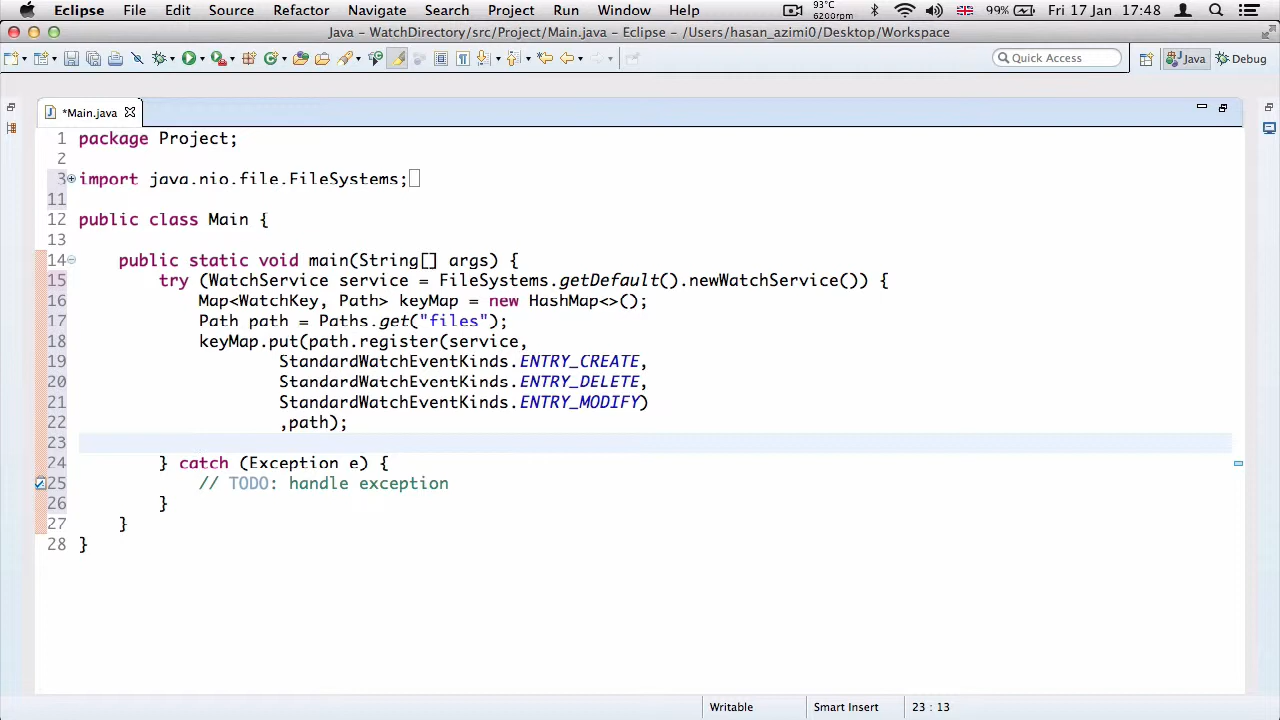 Eclipse File Edit Source Refactor Navigate Search Project Run Window Help 93°C 6200rpm 99% Fri 17 Jan 17:48
Java - WatchDirectory/src/Project/Main.java - Eclipse - /Users/hasan_azimi0/Desktop/Workspace
Quick Access Java Debug
*Main.java
1 package Project;
2
3 import java.nio.file.FileSystems;
11
12 public class Main {
13
14 public static void main(String[] args) {
15 try (WatchService service = FileSystems.getDefault().newWatchService()) {
16 Map<WatchKey, Path> keyMap = new HashMap<>();
17 Path path = Paths.get("files");
18 keyMap.put(path.register(service,
19 StandardWatchEventKinds.ENTRY_CREATE,
20 StandardWatchEventKinds.ENTRY_DELETE,
21 StandardWatchEventKinds.ENTRY_MODIFY)
22 ,path);
23
24 } catch (Exception e) {
25 // TODO: handle exception
26 }
27 }
28 }
Writable Smart Insert 23 : 13